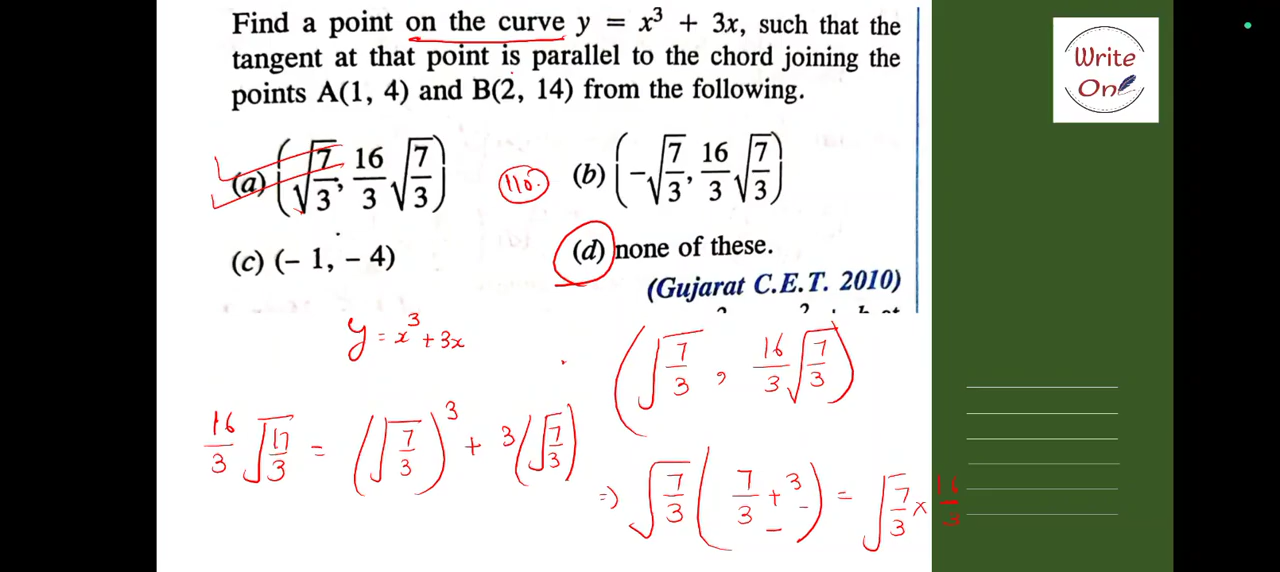 Find a point on the curve y = x³ + 3x, such that the
tangent at that point is parallel to the chord joining the
points A(1, 4) and B(2, 14) from the following.
(a) (√(7/3), 16/3 √(7/3))
110.
(b) (-√(7/3), 16/3 √(7/3))
(c) (– 1, – 4)
(d) none of these.
(Gujarat C.E.T. 2010)
y = x³ + 3x
(√(7/3), 16/3 √(7/3))
16/3 √(17/3) = (√(7/3))³ + 3(√(7/3))
=> √(7/3) (7/3 + 3) = √(7/3) × 16/3
Write
One